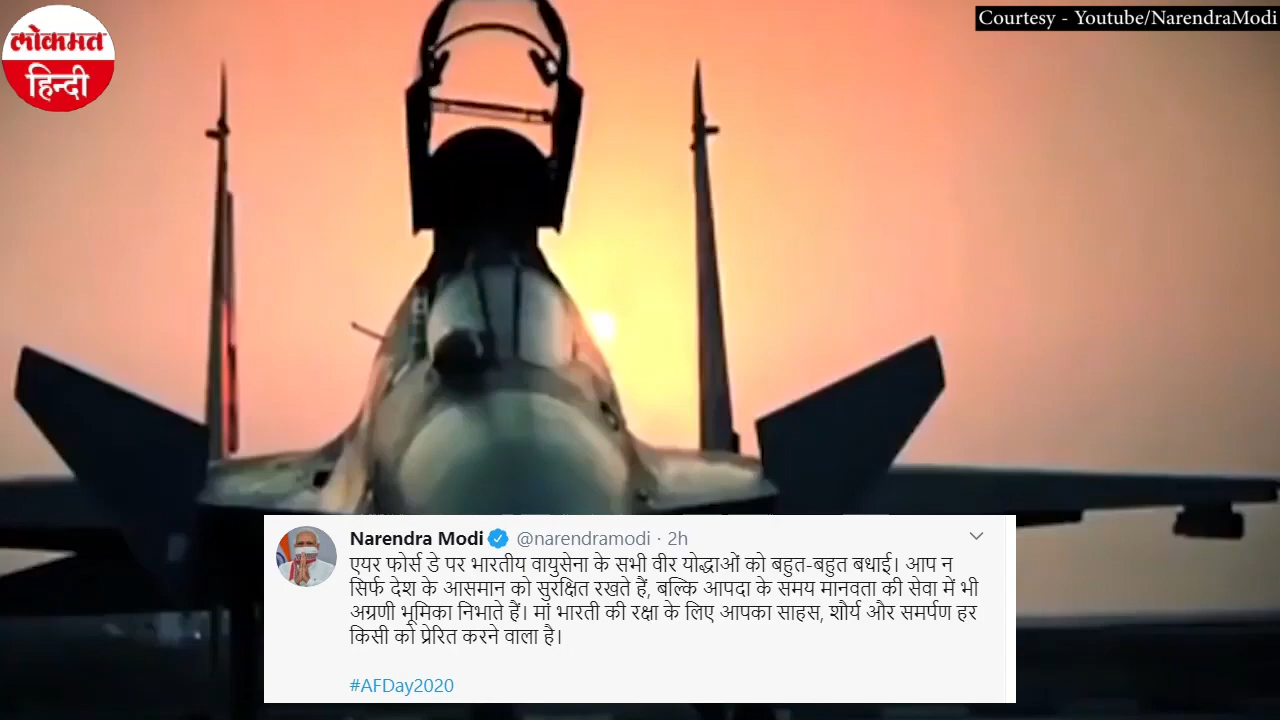 लोकमत
हिन्दी
Courtesy - Youtube/NarendraModi
Narendra Modi @narendramodi · 2h
एयर फोर्स डे पर भारतीय वायुसेना के सभी वीर योद्धाओं को बहुत-बहुत बधाई। आप न
सिर्फ देश के आसमान को सुरक्षित रखते हैं, बल्कि आपदा के समय मानवता की सेवा में भी
अग्रणी भूमिका निभाते हैं। मां भारती की रक्षा के लिए आपका साहस, शौर्य और समर्पण हर
किसी को प्रेरित करने वाला है।
#AFDay2020